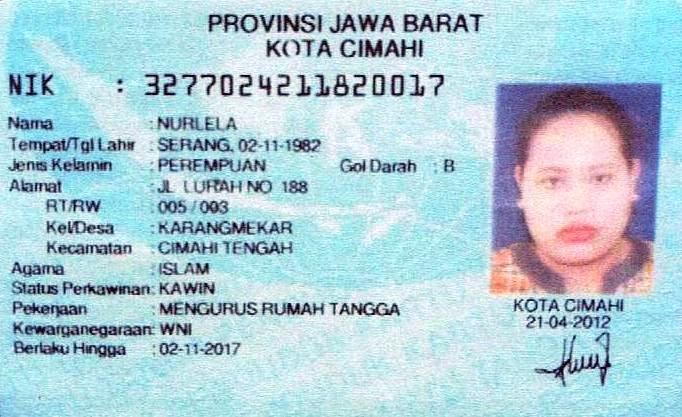 PROVINSI JAWA BARAT
KOTA CIMAHI
NIK : 3277024211820017
Nama : NURLELA
Tempat/Tgl Lahir : SERANG, 02-11-1982
Jenis Kelamin : PEREMPUAN Gol Darah : B
Alamat : JL LURAH NO 188
RT/RW : 005 / 003
Kel/Desa : KARANGMEKAR
Kecamatan : CIMAHI TENGAH
Agama : ISLAM
Status Perkawinan: KAWIN
Pekerjaan : MENGURUS RUMAH TANGGA
Kewarganegaraan: WNI
Berlaku Hingga : 02-11-2017
KOTA CIMAHI
21-04-2012